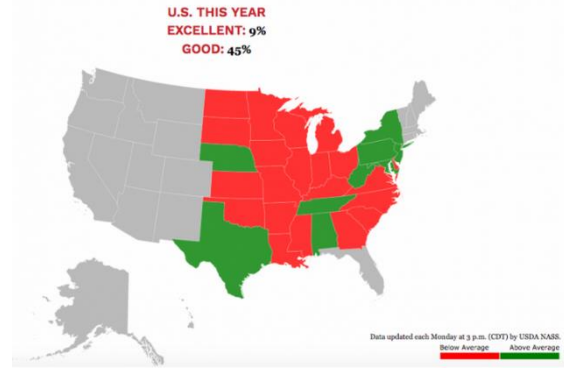 U.S. THIS YEAR
EXCELLENT: 9%
GOOD: 45%
Data updated each Monday at 3 p.m. (CDT) by USDA NASS.
Below Average Above Average